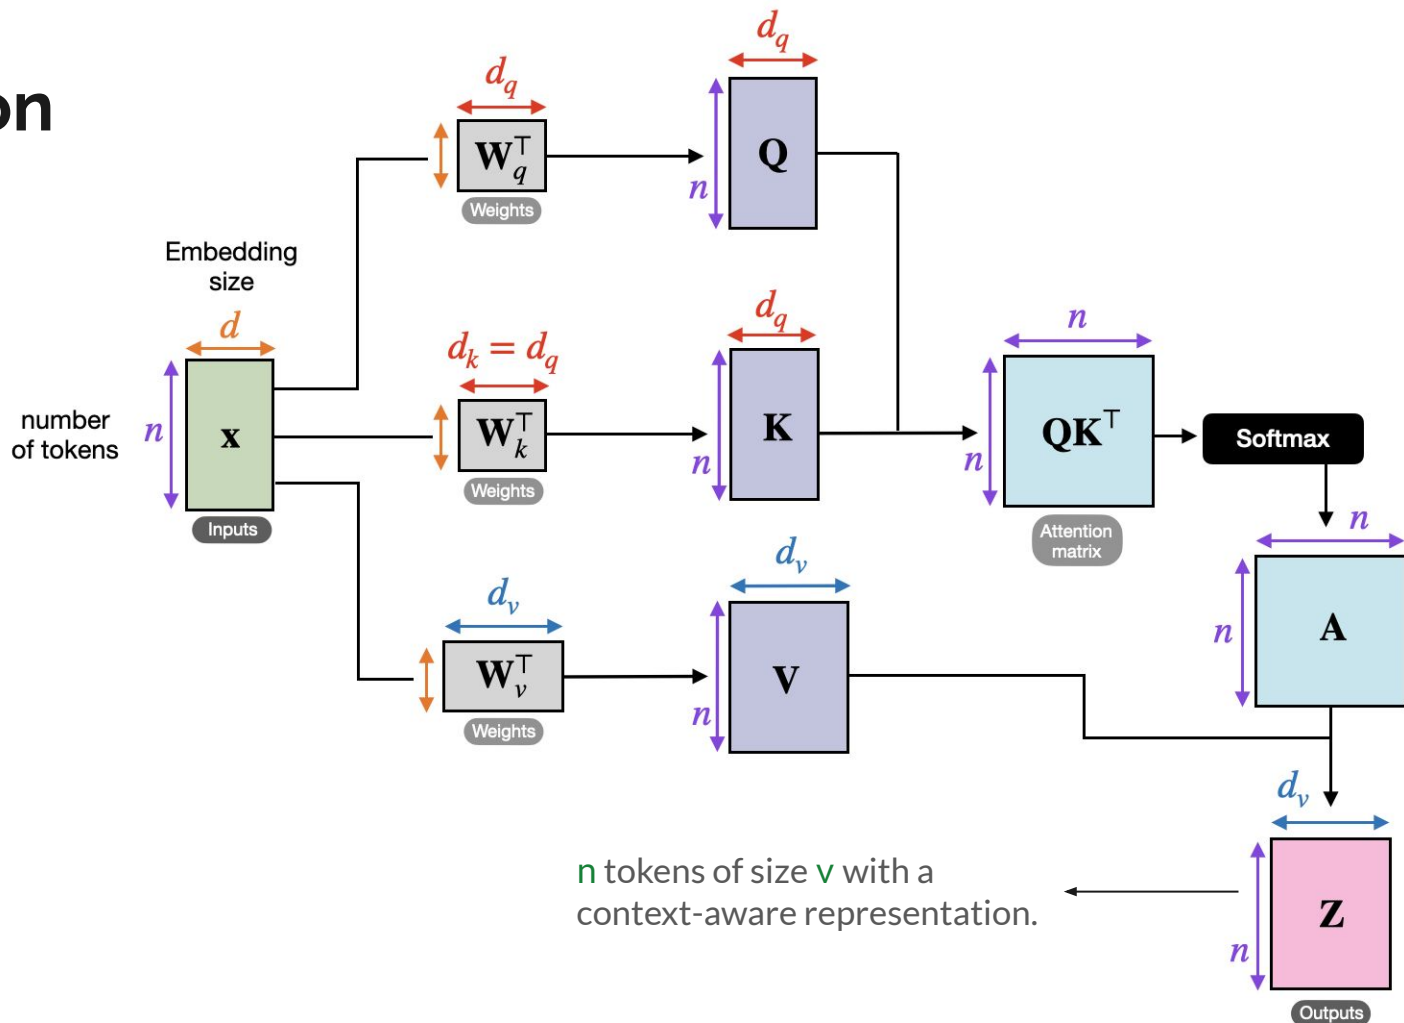 on
d_q
d_q
W_q^⊤
Weights
n
Q
Embedding
size
d
number
of tokens
n
x
Inputs
d_k = d_q
W_k^⊤
Weights
d_q
n
K
n
n
QK^⊤
Attention
matrix
Softmax
d_v
W_v^⊤
Weights
d_v
n
V
n
n
A
d_v
n
Z
Outputs
n tokens of size v with a
context-aware representation.